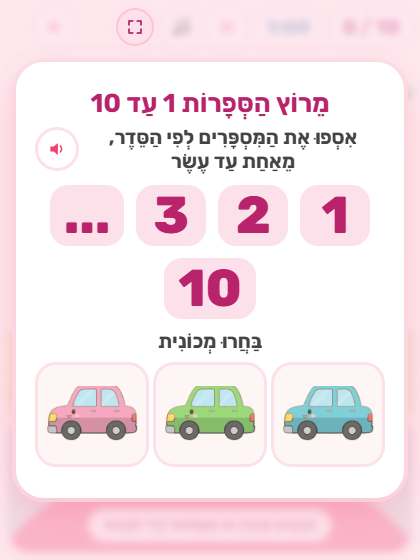 מֵרוֹץ הַסְּפָרוֹת 1 עַד 10
אִסְפוּ אֶת הַמִּסְפָּרִים לְפִי הַסֵּדֶר,
מֵאַחַת עַד עֶשֶׂר
1 2 3 ...
10
בַּחֲרוּ מְכוֹנִית